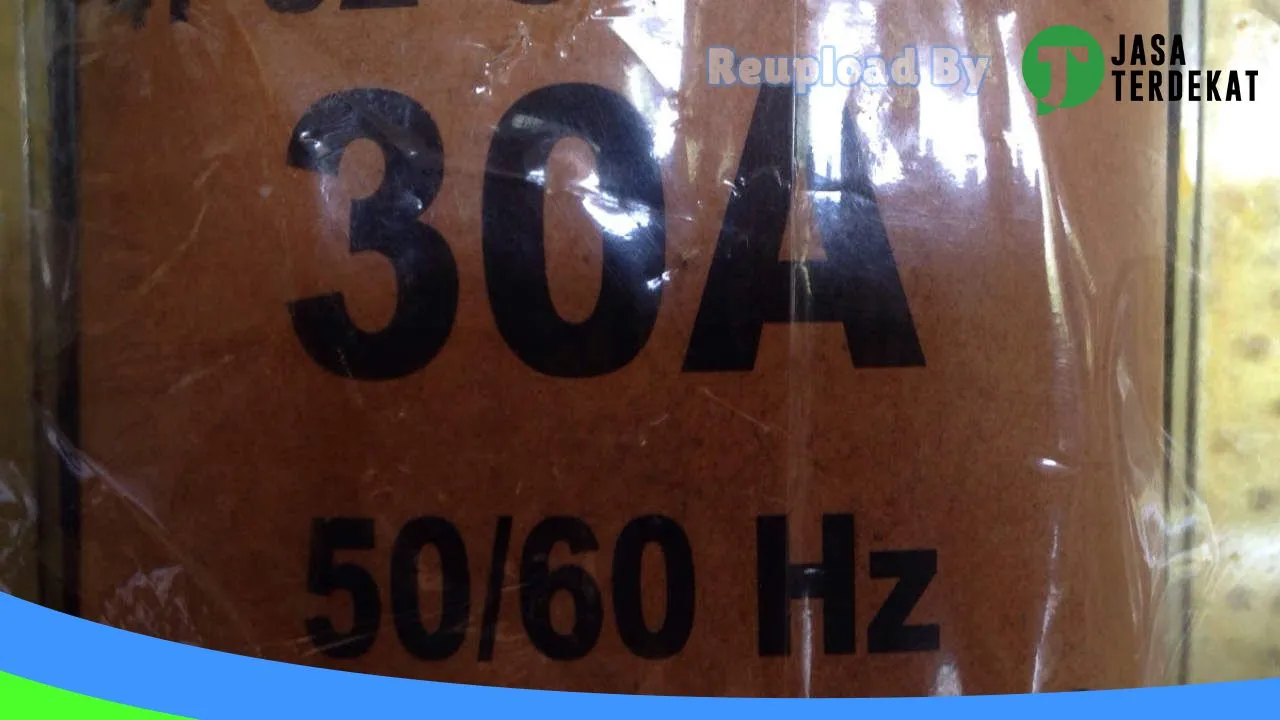 Reupload By
JASA
TERDEKAT
30A
50/60 Hz